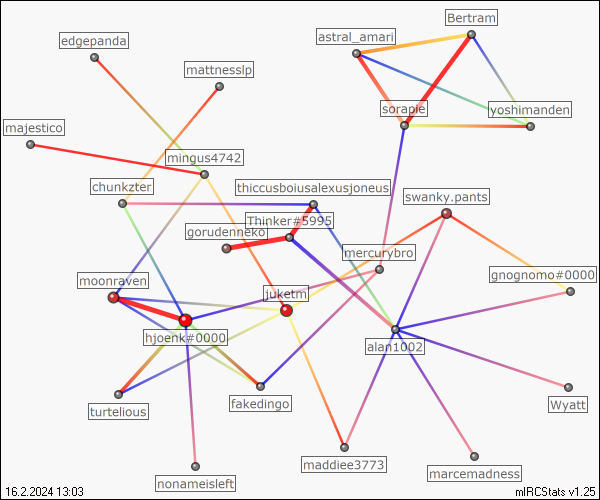 Bertram
astral_amari
edgepanda
mattnesslp
sorapie
yoshimanden
majestico
mingus4742
chunkzter
thiccusboiusalexusjoneus
swanky.pants
Thinker#5995
gorudenneko
mercurybro
moonraven
gnognomo#0000
juketm
hjoenk#0000
alan1002
turtelious
fakedingo
Wyatt
maddiee3773
marcemadness
nonameisleft
16.2.2024 13:03
mIRCStats v1.25